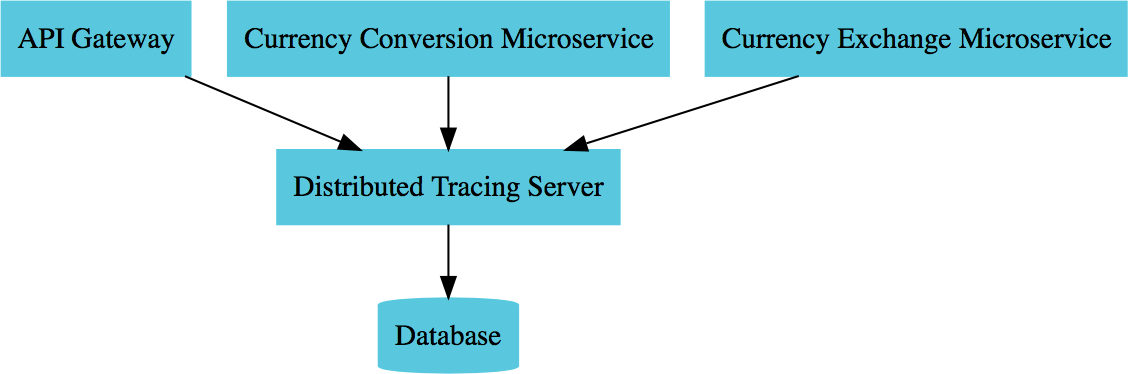 API Gateway
Currency Conversion Microservice
Currency Exchange Microservice
Distributed Tracing Server
Database